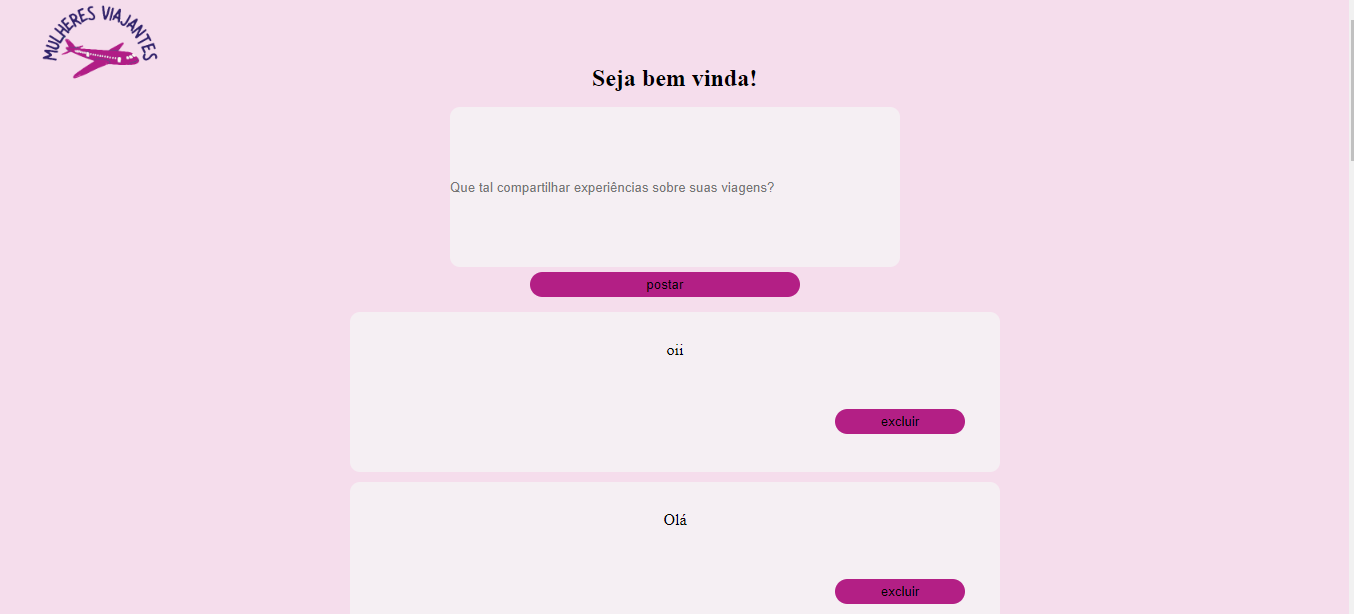 MULHERES VIAJANTES
Seja bem vinda!
Que tal compartilhar experiências sobre suas viagens?
postar
oii
excluir
Olá
excluir